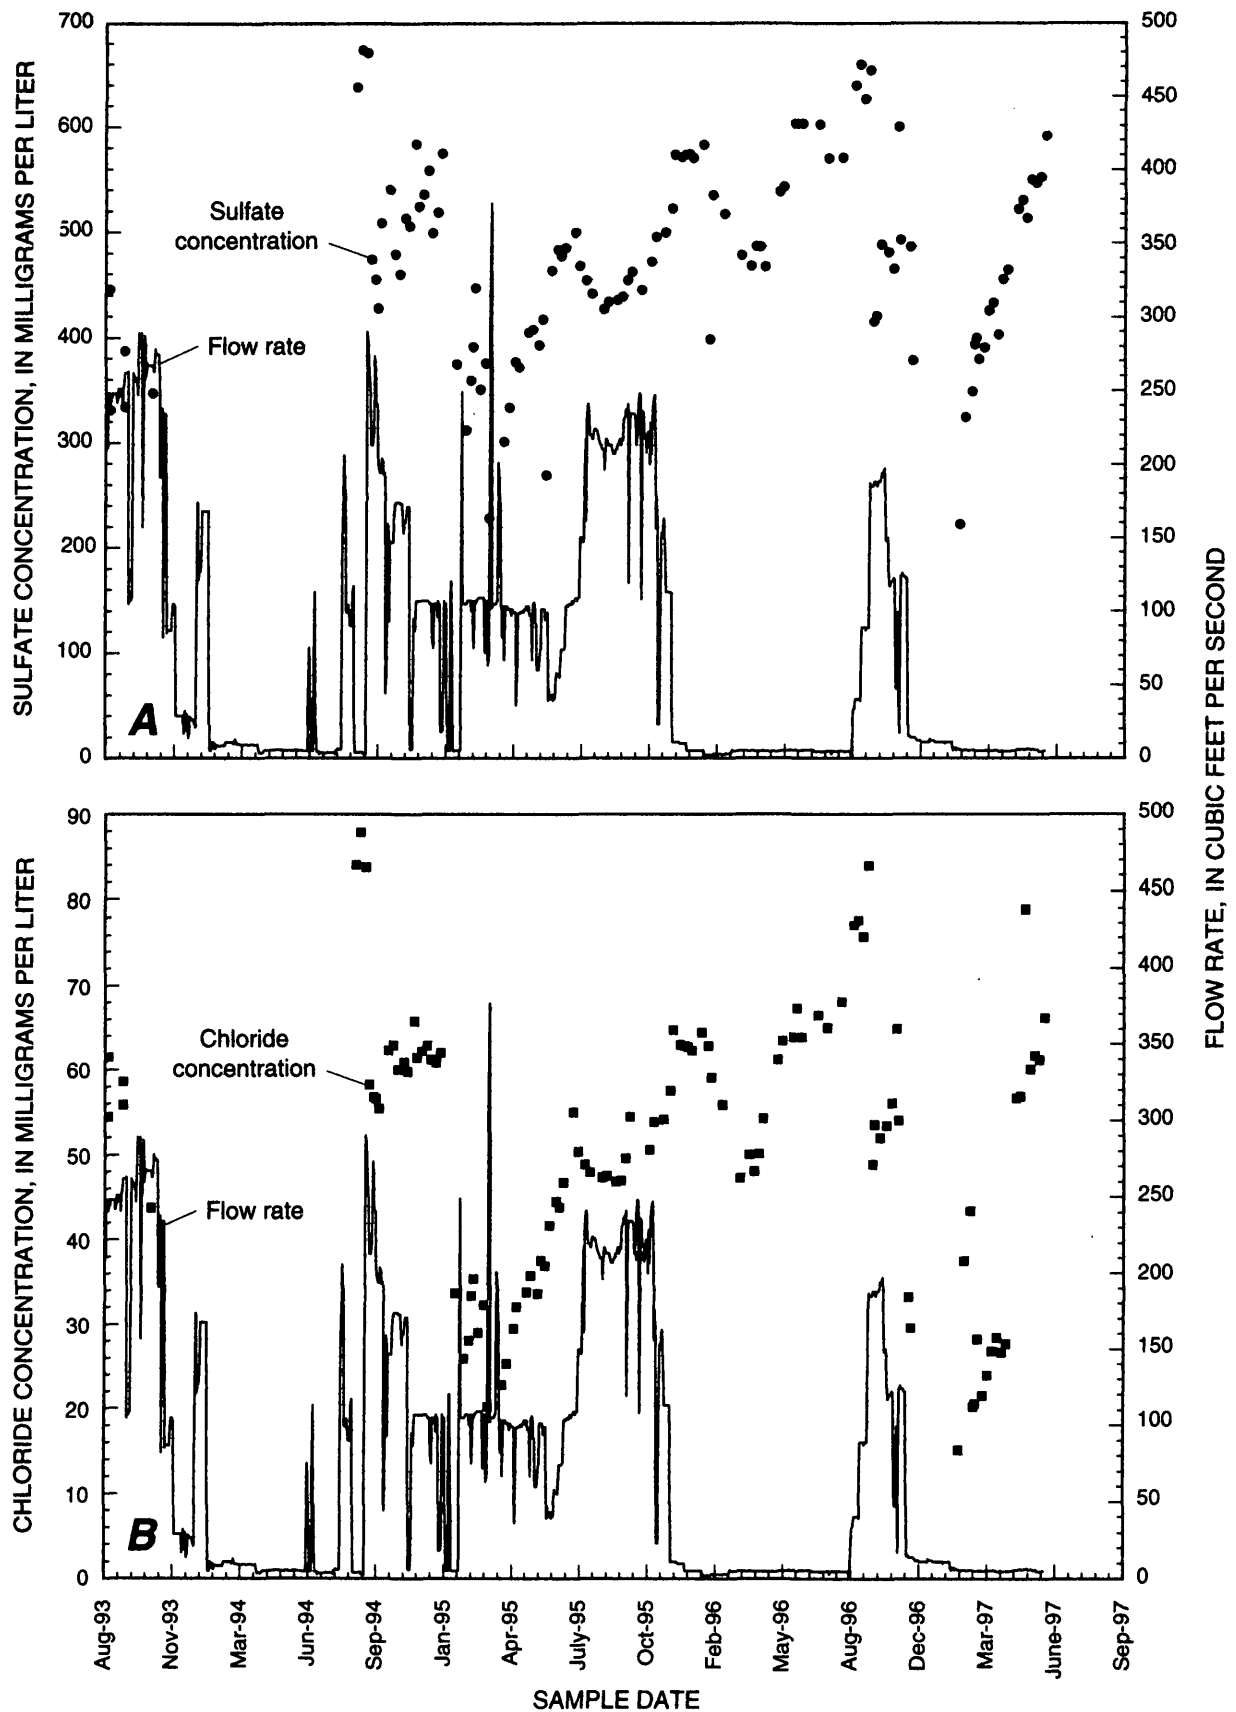 700
600
500
400
300
200
100
0
SULFATE CONCENTRATION, IN MILLIGRAMS PER LITER
Sulfate
concentration
Flow rate
A
500
450
400
350
300
250
200
150
100
50
0
90
80
70
60
50
40
30
20
10
0
CHLORIDE CONCENTRATION, IN MILLIGRAMS PER LITER
Chloride
concentration
Flow rate
B
500
450
400
350
300
250
200
150
100
50
0
FLOW RATE, IN CUBIC FEET PER SECOND
Aug-93
Nov-93
Mar-94
Jun-94
Sep-94
Jan-95
Apr-95
July-95
Oct-95
Feb-96
May-96
Aug-96
Dec-96
Mar-97
June-97
Sep-97
SAMPLE DATE